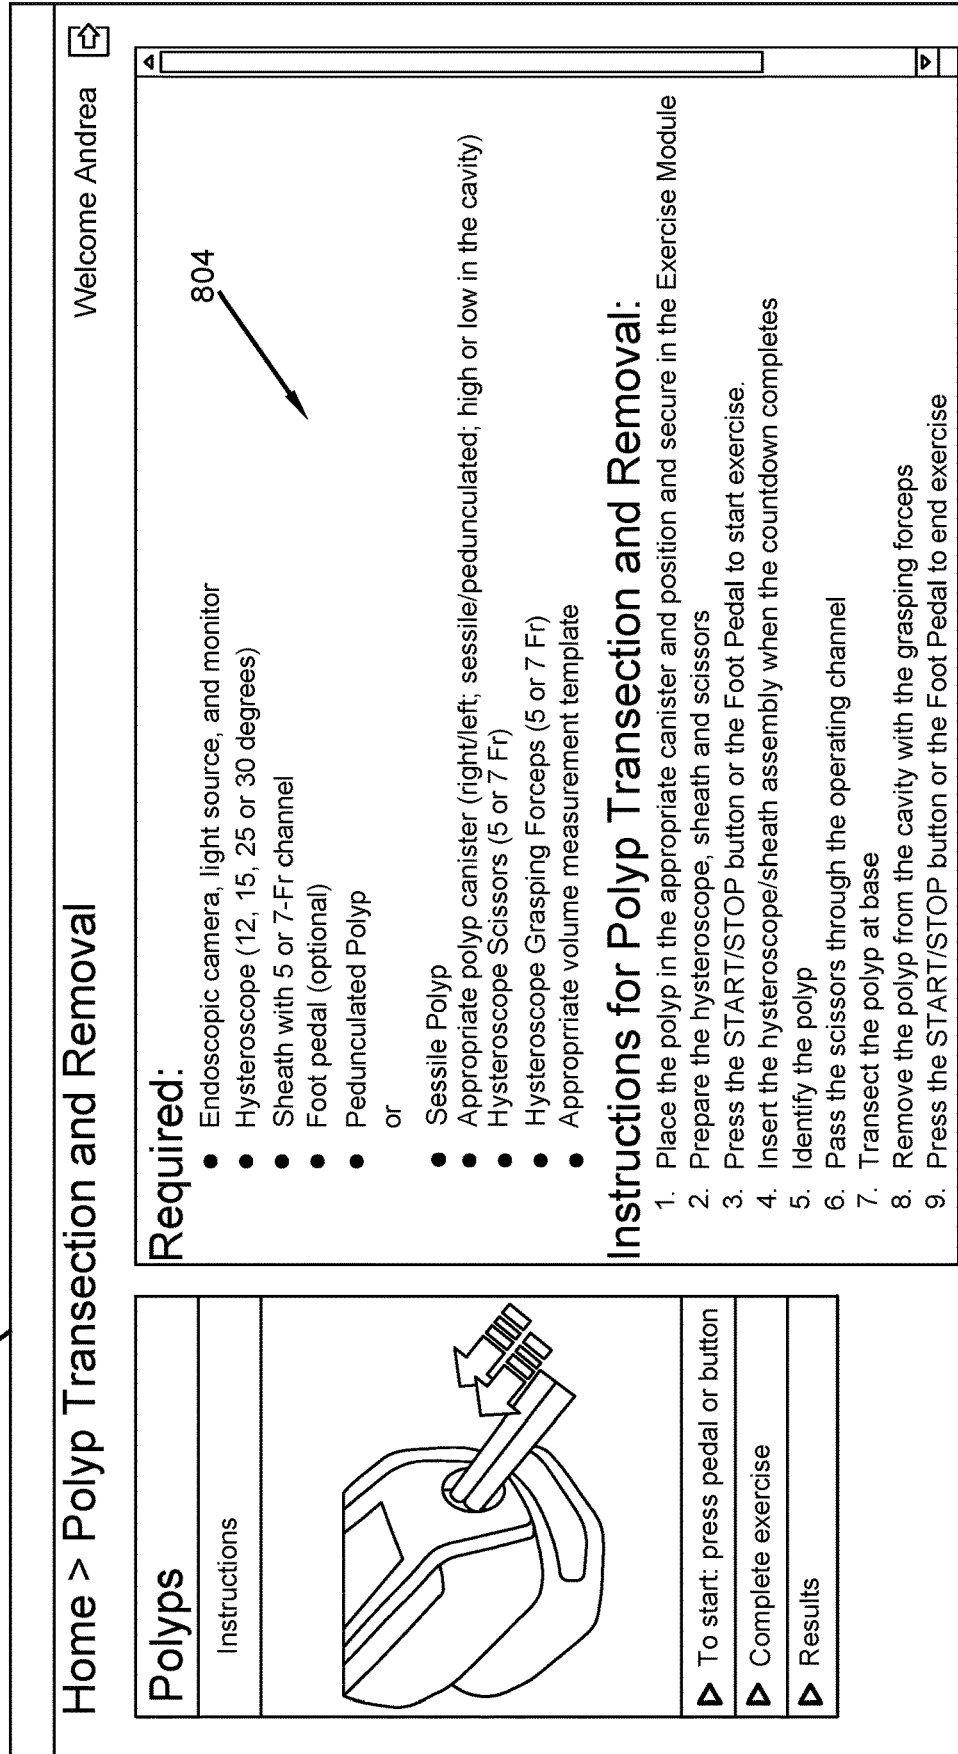 Home > Polyp Transection and Removal
Welcome Andrea
Polyps
Instructions
To start: press pedal or button
Complete exercise
Results
804
Required:
● Endoscopic camera, light source, and monitor
● Hysteroscope (12, 15, 25 or 30 degrees)
● Sheath with 5 or 7-Fr channel
● Foot pedal (optional)
● Pedunculated Polyp
or
● Sessile Polyp
● Appropriate polyp canister (right/left; sessile/pedunculated; high or low in the cavity)
● Hysteroscope Scissors (5 or 7 Fr)
● Hysteroscope Grasping Forceps (5 or 7 Fr)
● Appropriate volume measurement template
Instructions for Polyp Transection and Removal:
1. Place the polyp in the appropriate canister and position and secure in the Exercise Module
2. Prepare the hysteroscope, sheath and scissors
3. Press the START/STOP button or the Foot Pedal to start exercise.
4. Insert the hysteroscope/sheath assembly when the countdown completes
5. Identify the polyp
6. Pass the scissors through the operating channel
7. Transect the polyp at base
8. Remove the polyp from the cavity with the grasping forceps
9. Press the START/STOP button or the Foot Pedal to end exercise